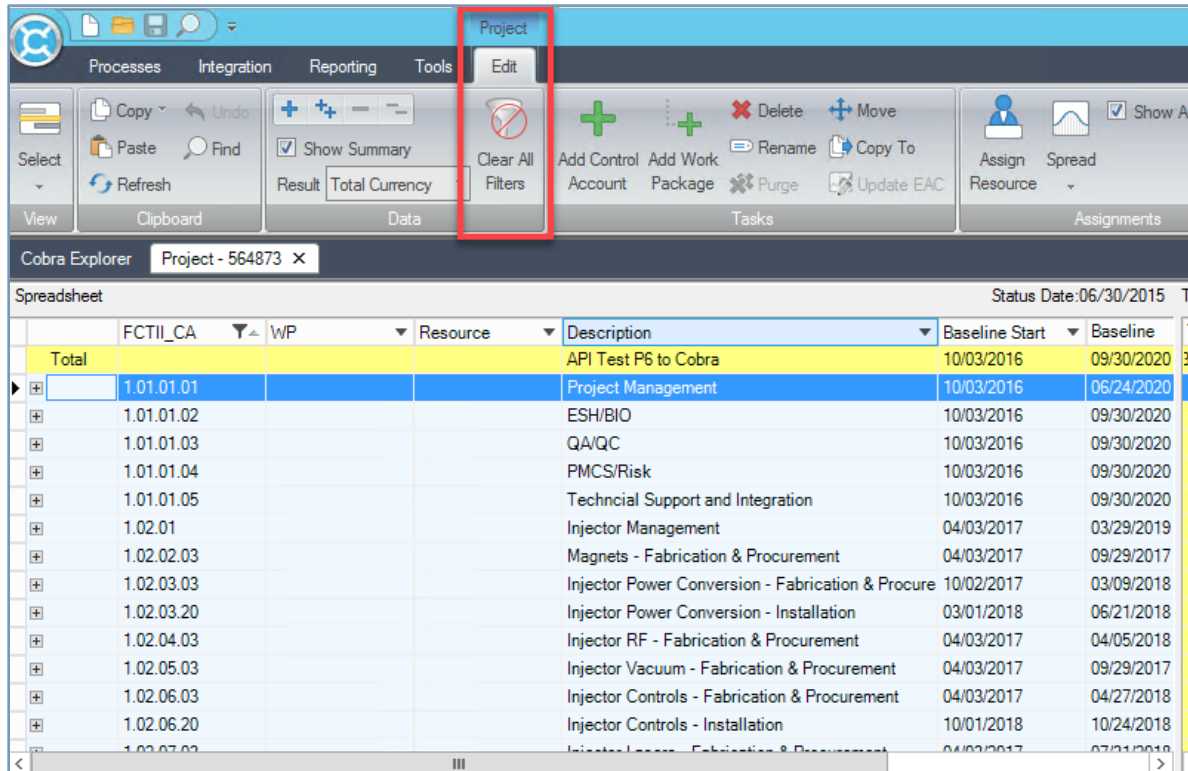 Project
Processes Integration Reporting Tools Edit
Copy Undo Delete Move Show A
Paste Find Show Summary Rename Copy To
Select Clear All Filters Add Control Account Add Work Package Assign Resource Spread
Refresh Result Total Currency Purge Update EAC
View Clipboard Data Tasks Assignments
Cobra Explorer Project - 564873
Spreadsheet Status Date:06/30/2015
FCTII_CA WP Resource Description Baseline Start Baseline
Total API Test P6 to Cobra 10/03/2016 09/30/2020
1.01.01.01 Project Management 10/03/2016 06/24/2020
1.01.01.02 ESH/BIO 10/03/2016 09/30/2020
1.01.01.03 QA/QC 10/03/2016 09/30/2020
1.01.01.04 PMCS/Risk 10/03/2016 09/30/2020
1.01.01.05 Techncial Support and Integration 10/03/2016 09/30/2020
1.02.01 Injector Management 04/03/2017 03/29/2019
1.02.02.03 Magnets - Fabrication & Procurement 04/03/2017 09/29/2017
1.02.03.03 Injector Power Conversion - Fabrication & Procure 10/02/2017 03/09/2018
1.02.03.20 Injector Power Conversion - Installation 03/01/2018 06/21/2018
1.02.04.03 Injector RF - Fabrication & Procurement 04/03/2017 04/05/2018
1.02.05.03 Injector Vacuum - Fabrication & Procurement 04/03/2017 09/29/2017
1.02.06.03 Injector Controls - Fabrication & Procurement 04/03/2017 04/27/2018
1.02.06.20 Injector Controls - Installation 10/01/2018 10/24/2018